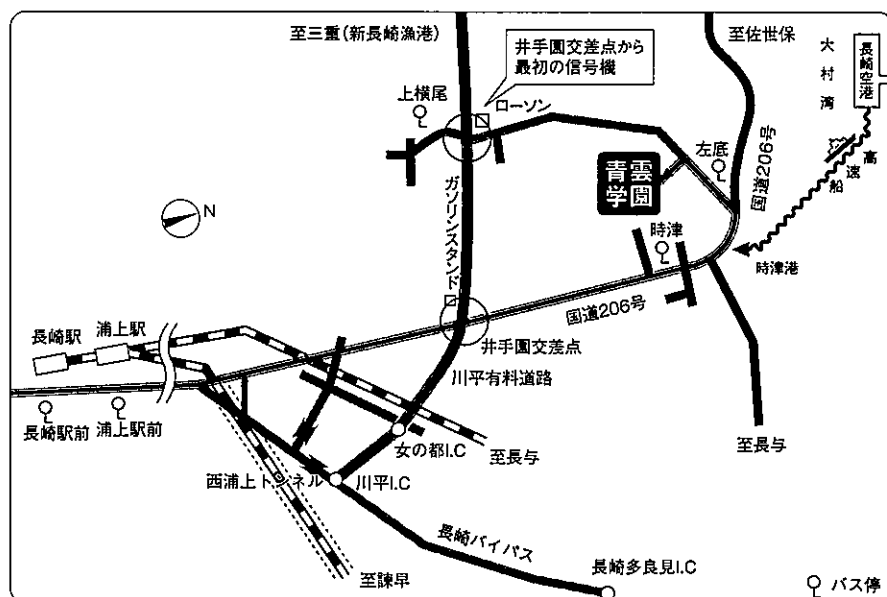 至三重(新長崎漁港)
井手園交差点から
最初の信号機
至佐世保
大村湾
長崎空港
上横尾
ローソン
左底
国道206号
高速船
青雲
学園
N
ガソリンスタンド
時津
時津港
国道206号
長崎駅
浦上駅
井手園交差点
川平有料道路
長崎駅前
浦上駅前
女の都I.C
至長与
至長与
西浦上トンネル
川平I.C
長崎バイパス
至諫早
長崎多良見I.C
バス停